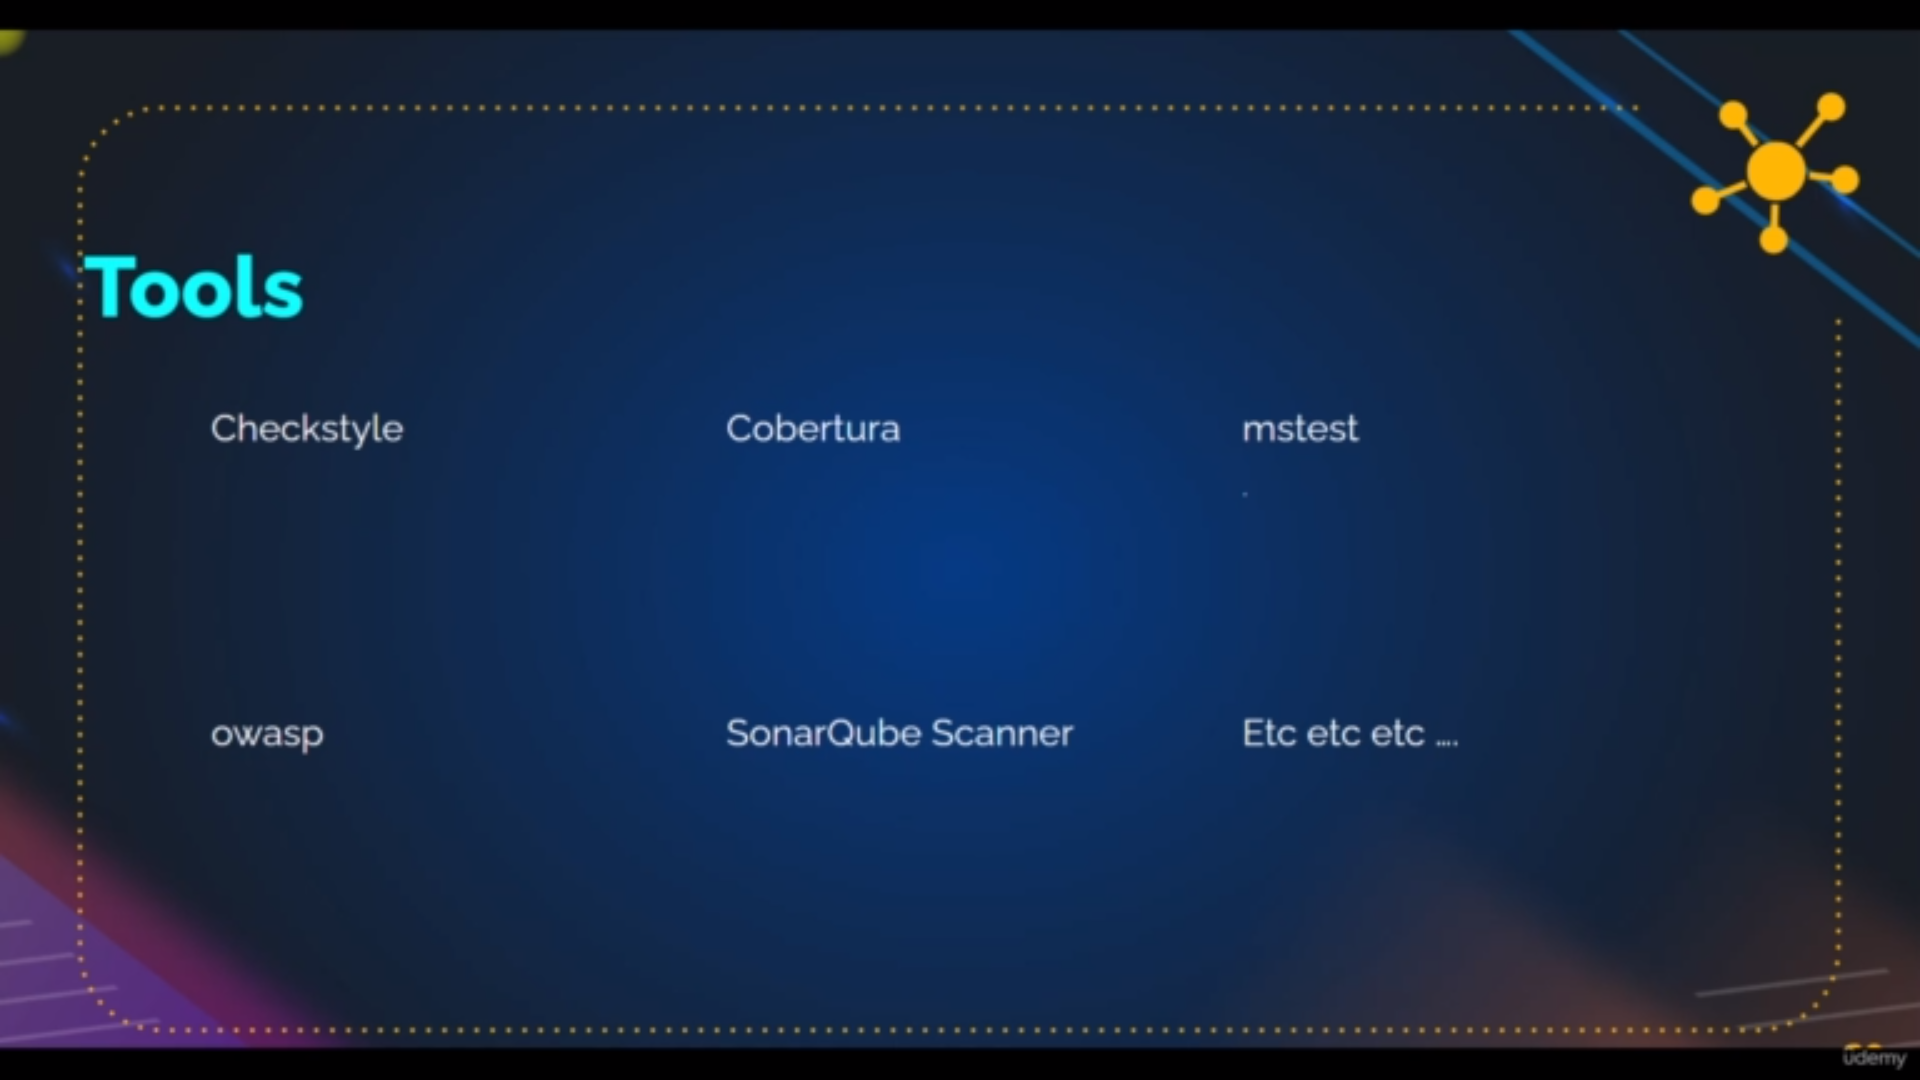 Tools
Checkstyle
Cobertura
mstest
owasp
SonarQube Scanner
Etc etc etc ....
udemy